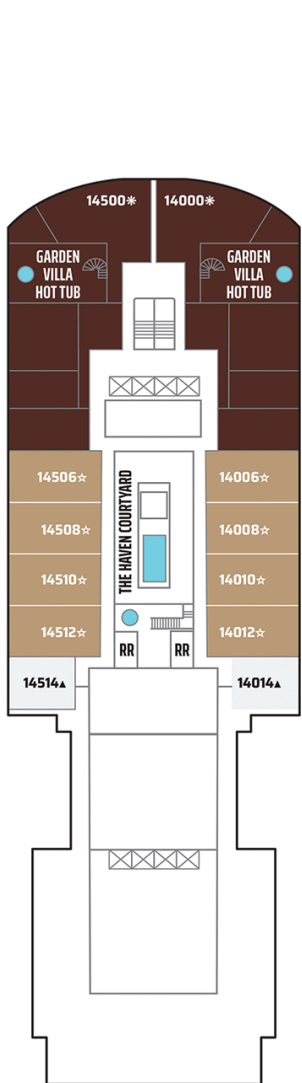 14500✳ 14000✳
GARDEN
VILLA
HOT TUB
GARDEN
VILLA
HOT TUB
THE HAVEN COURTYARD
14506☆ 14006☆
14508☆ 14008☆
14510☆ 14010☆
14512☆ 14012☆
RR RR
14514▲ 14014▲